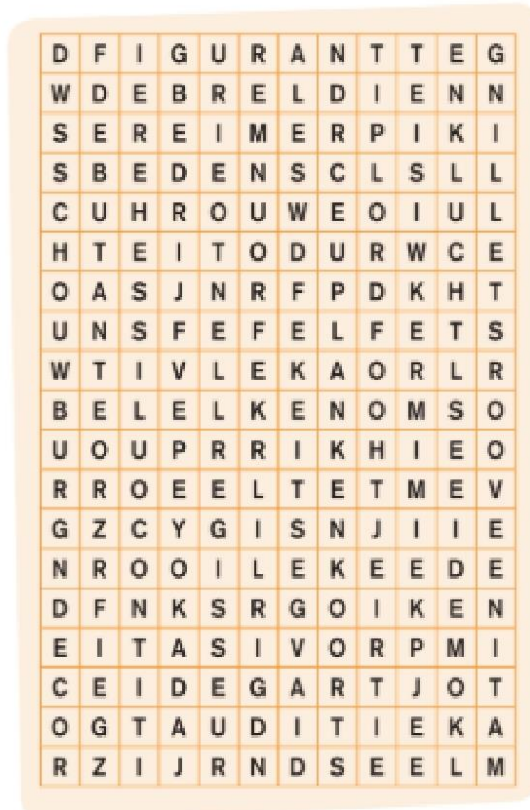 D F I G U R A N T T E G
W D E B R E L D I E N N
S E R E I M E R P I K I
S B E D E N S C L S L L
C U H R O U W E O I U L
H T E I T O D U R W C E
O A S J N R F P D K H T
U N S F E F E L F E T S
W T I V L E K A O R L R
B E L E L K E N O M S O
U O U P R R I K H I E O
R R O E E L T E T M E V
G Z C Y G I S N J I I E
N R O O I L E K E E D E
D F N K S R G O I K E N
E I T A S I V O R P M I
C E I D E G A R T J O T
O G T A U D I T I E K A
R Z I J R N D S E E L M